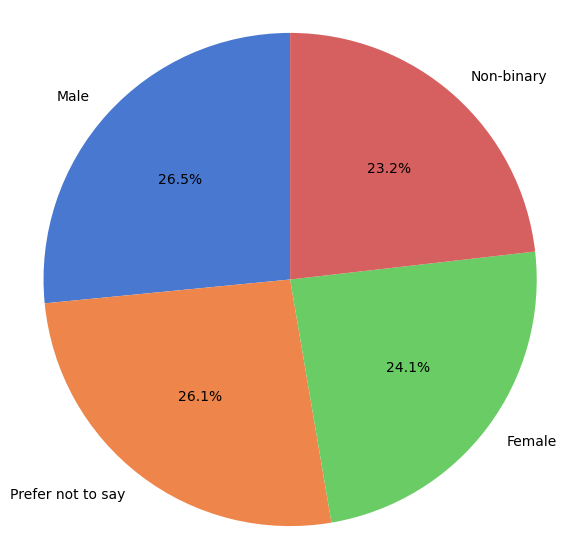 Non-binary
Male
23.2%
26.5%
24.1%
26.1%
Female
Prefer not to say